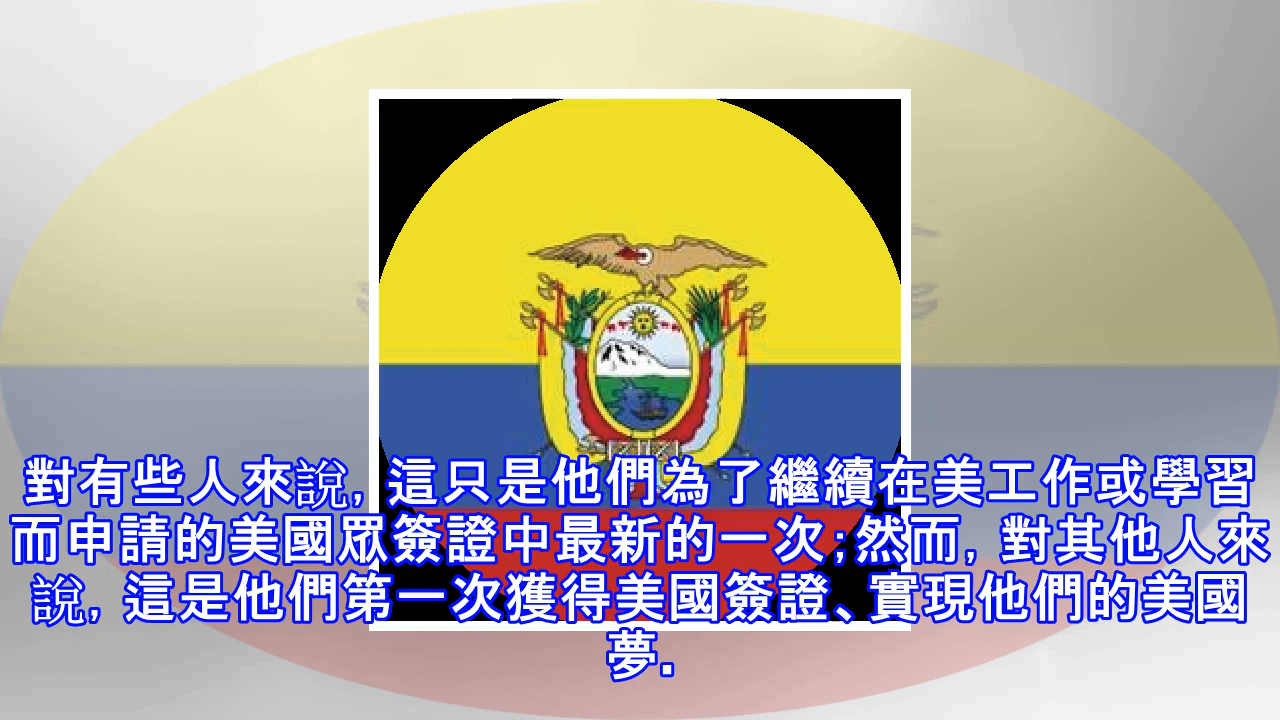 對有些人來說, 這只是他們為了繼續在美工作或學習
而申請的美國眾簽證中最新的一次;然而, 對其他人來
說, 這是他們第一次獲得美國簽證、實現他們的美國
夢.